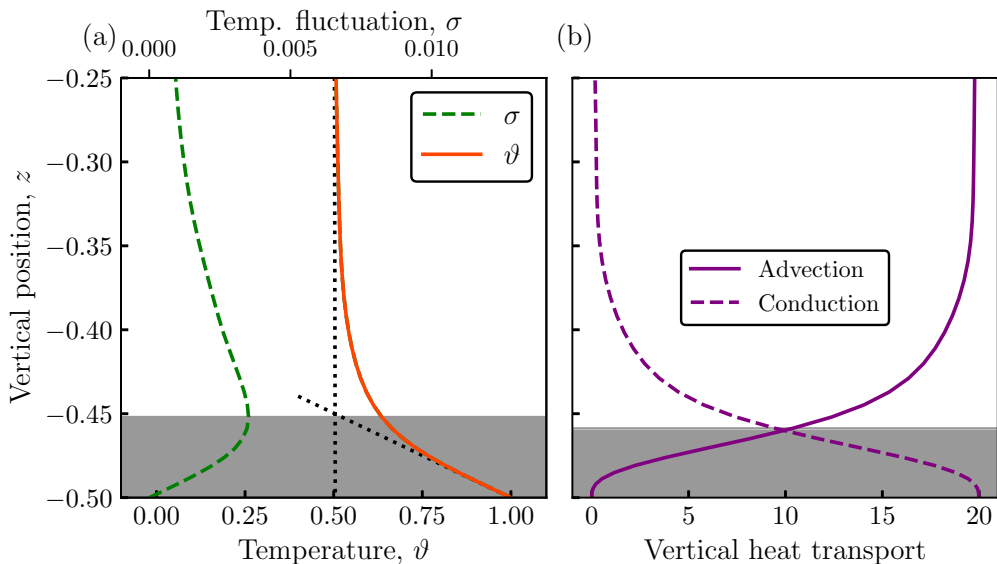 Temp. fluctuation, σ
(a)
0.000 0.005 0.010
(b)
−0.25
−0.30
−0.35
−0.40
−0.45
−0.50
Vertical position, z
σ
ϑ
0.00 0.25 0.50 0.75 1.00
Temperature, ϑ
Advection
Conduction
0 5 10 15 20
Vertical heat transport